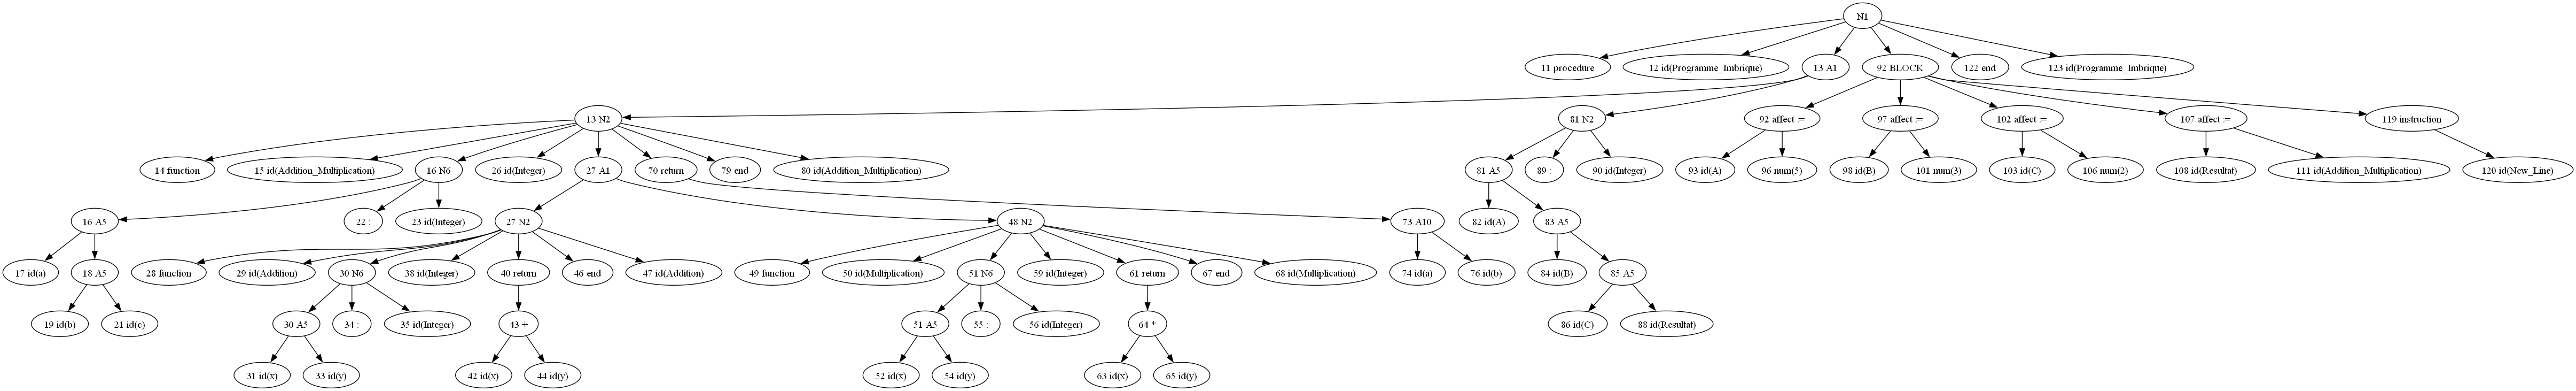 N1
11 procedure
12 id(Programme_Imbrique)
13 A1
92 BLOCK
122 end
123 id(Programme_Imbrique)
13 N2
81 N2
92 affect :=
97 affect :=
102 affect :=
107 affect :=
119 instruction
14 function
15 id(Addition_Multiplication)
16 N6
26 id(Integer)
27 A1
70 return
79 end
80 id(Addition_Multiplication)
81 A5
89 :
90 id(Integer)
93 id(A)
96 num(5)
98 id(B)
101 num(3)
103 id(C)
106 num(2)
108 id(Resultat)
111 id(Addition_Multiplication)
120 id(New_Line)
16 A5
22 :
23 id(Integer)
27 N2
48 N2
73 A10
82 id(A)
83 A5
17 id(a)
18 A5
28 function
29 id(Addition)
30 N6
38 id(Integer)
40 return
46 end
47 id(Addition)
49 function
50 id(Multiplication)
51 N6
59 id(Integer)
61 return
67 end
68 id(Multiplication)
74 id(a)
76 id(b)
84 id(B)
85 A5
19 id(b)
21 id(c)
30 A5
34 :
35 id(Integer)
43 +
51 A5
55 :
56 id(Integer)
64 *
86 id(C)
88 id(Resultat)
31 id(x)
33 id(y)
42 id(x)
44 id(y)
52 id(x)
54 id(y)
63 id(x)
65 id(y)